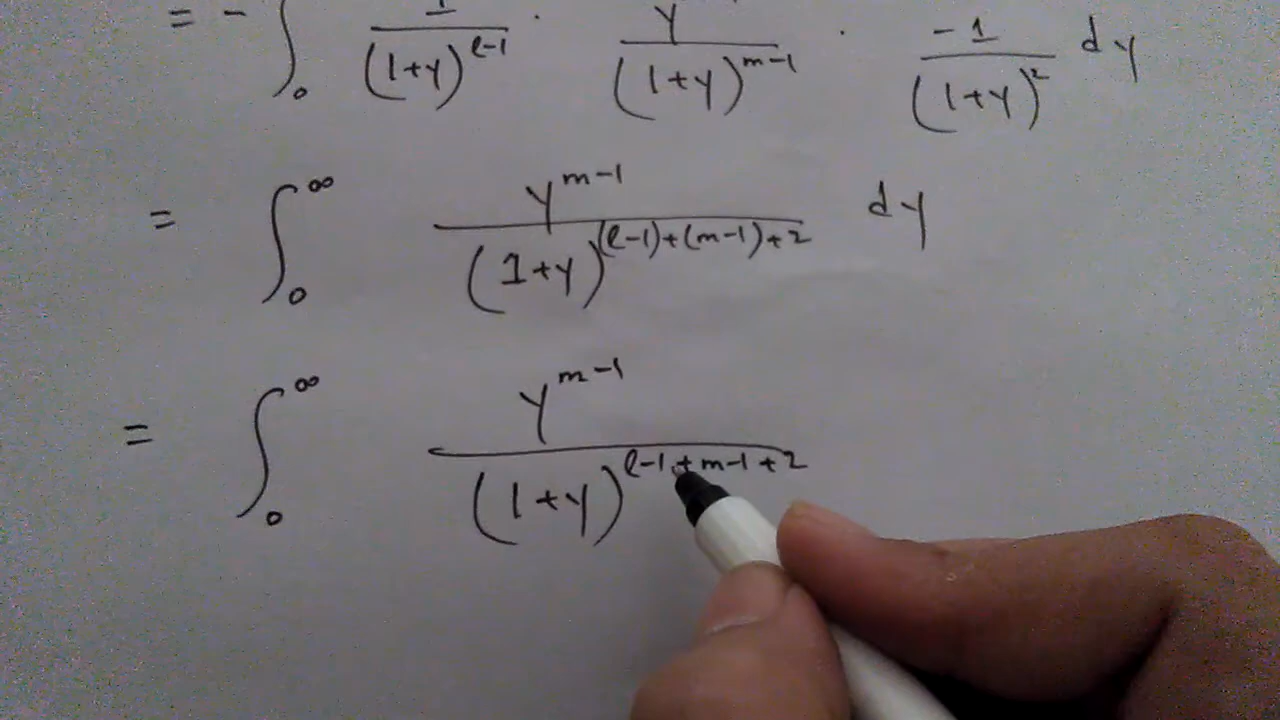 = - ∫₀ 1/(1+y)^(l-1) · y/(1+y)^(m-1) · -1/(1+y)^2 dy
= ∫₀^∞ y^(m-1)/(1+y)^((l-1)+(m-1)+2) dy
= ∫₀^∞ y^(m-1)/(1+y)^(l-1+m-1+2)